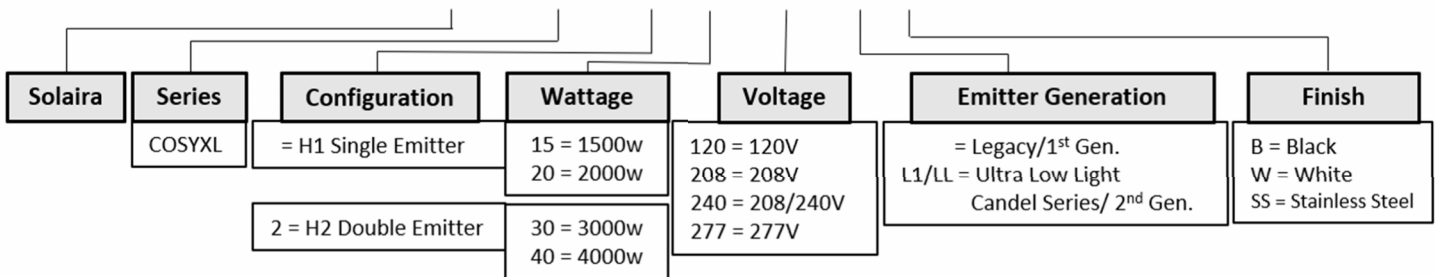 Solaira
Series
Configuration
Wattage
Voltage
Emitter Generation
Finish
COSYXL
= H1 Single Emitter
2 = H2 Double Emitter
15 = 1500w
20 = 2000w
30 = 3000w
40 = 4000w
120 = 120V
208 = 208V
240 = 208/240V
277 = 277V
= Legacy/1st Gen.
L1/LL = Ultra Low Light
Candel Series/ 2nd Gen.
B = Black
W = White
SS = Stainless Steel